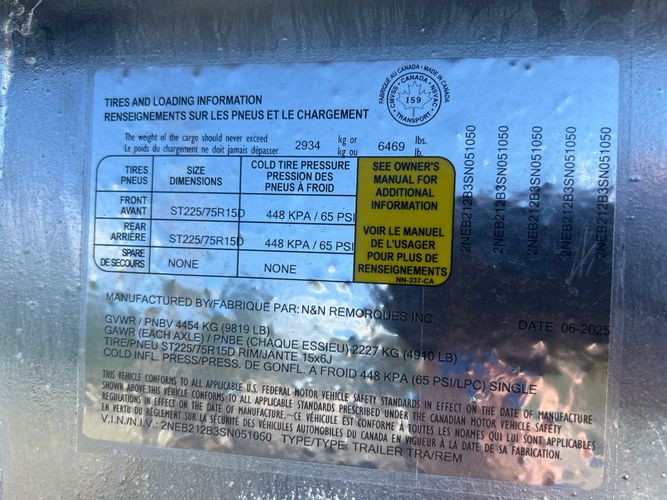 FABRIQUE AU CANADA • MADE IN CANADA
CMVSS • CANADA • NSVAC
159
TRANSPORT
TIRES AND LOADING INFORMATION
RENSEIGNEMENTS SUR LES PNEUS ET LE CHARGEMENT
The weight of the cargo should never exceed 2934 kg or 6469 lbs.
Le poids du chargement ne doit jamais dépasser kg ou lb.
TIRES PNEUS SIZE DIMENSIONS COLD TIRE PRESSURE PRESSION DES PNEUS À FROID
FRONT AVANT ST225/75R15D 448 KPA / 65 PSI
REAR ARRIÈRE ST225/75R15D 448 KPA / 65 PSI
SPARE DE SECOURS NONE NONE
SEE OWNER'S
MANUAL FOR
ADDITIONAL
INFORMATION
VOIR LE MANUEL
DE L'USAGER
POUR PLUS DE
RENSEIGNEMENTS
NN-337-CA
2NEB212B3SN051050
2NEB212B3SN051050
2NEB212B3SN051050
2NEB212B3SN051050
2NEB212B3SN051050
MANUFACTURED BY/FABRIQUE PAR: N&N REMORQUES INC.
DATE: 06-2025
GVWR / PNBV 4454 KG (9819 LB)
GAWR (EACH AXLE) / PNBE (CHAQUE ESSIEU) 2227 KG (4910 LB)
TIRE/PNEU ST225/75R15D RIM/JANTE 15x6J
COLD INFL. PRESS/PRESS. DE GONFL. A FROID 448 KPA (65 PSI/LPC) SINGLE
THIS VEHICLE CONFORMS TO ALL APPLICABLE U.S. FEDERAL MOTOR VEHICLE SAFETY STANDARDS IN EFFECT ON THE DATE OF MANUFACTURE
SHOWN ABOVE.THIS VEHICLE CONFORMS TO ALL APPLICABLE STANDARDS PRESCRIBED UNDER THE CANADIAN MOTOR VEHICLE SAFETY
REGULATIONS IN EFFECT ON THE DATE OF MANUFACTURE.~CE VÉHICULE EST CONFORME À TOUTES LES NORMES QUI LUI SONT APPLICABLES
EN VERTU DU RÈGLEMENT SUR LA SÉCURITÉ DES VÉHICULES AUTOMOBILES DU CANADA EN VIGUEUR À LA DATE DE SA FABRICATION.
V.I.N./N.I.V.: 2NEB212B3SN051050 TYPE/TYPE: TRAILER TRA/REM